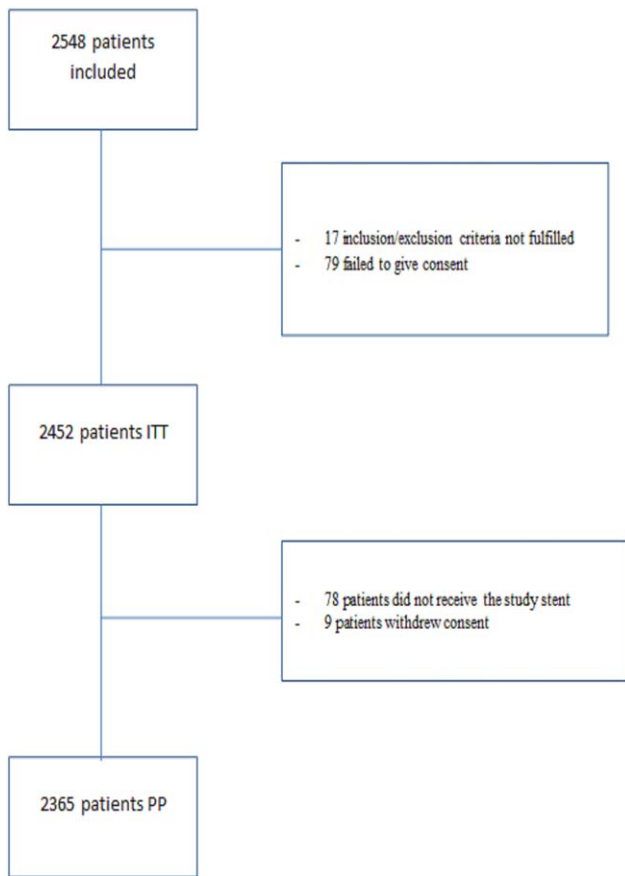 2548 patients
included
- 17 inclusion/exclusion criteria not fulfilled
- 79 failed to give consent
2452 patients ITT
- 78 patients did not receive the study stent
- 9 patients withdrew consent
2365 patients PP